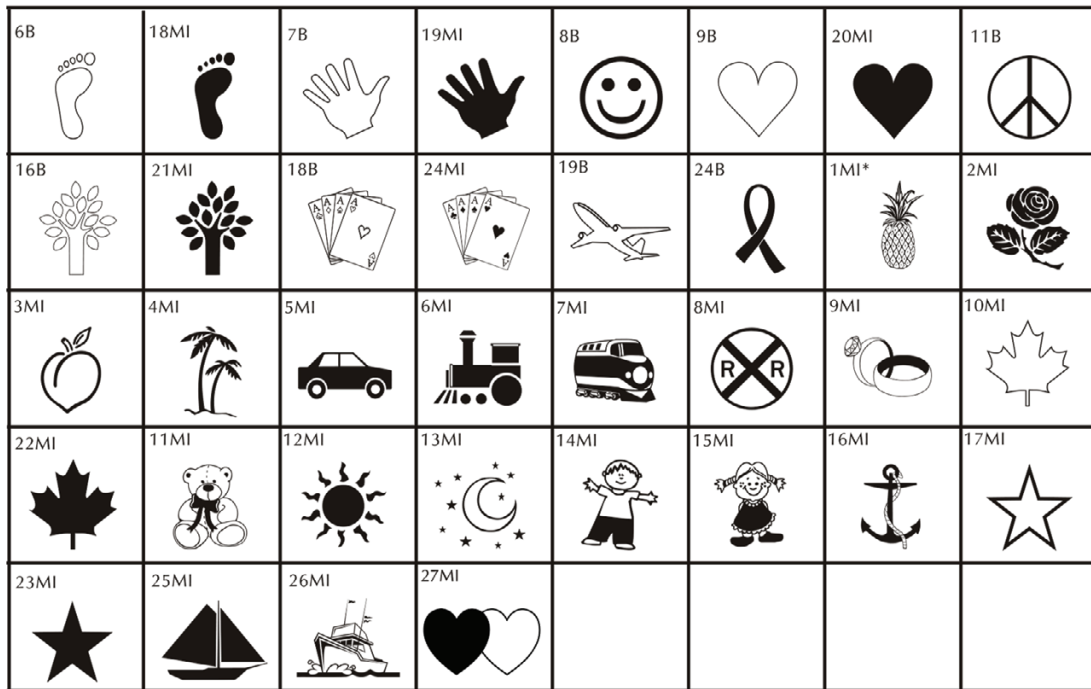 6B 18MI 7B 19MI 8B 9B 20MI 11B
16B 21MI 18B 24MI 19B 24B 1MI* 2MI
A A A A A
A A A A A
3MI 4MI 5MI 6MI 7MI 8MI 9MI 10MI
R R
22MI 11MI 12MI 13MI 14MI 15MI 16MI 17MI
23MI 25MI 26MI 27MI